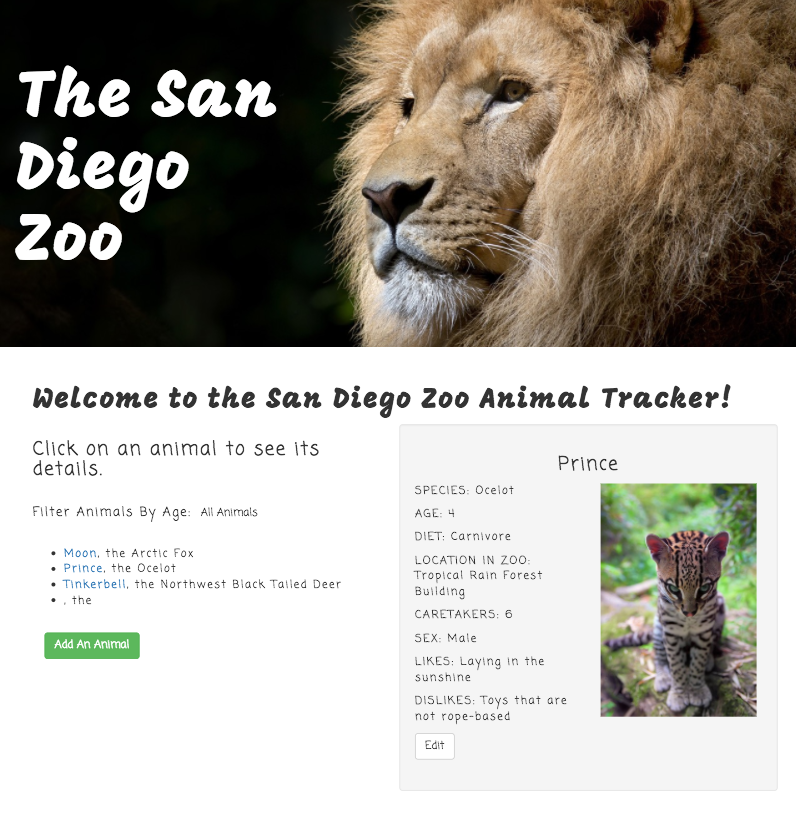 The San
Diego
Zoo
Welcome to the San Diego Zoo Animal Tracker!
Click on an animal to see its
details.
Filter Animals By Age: All Animals
• Moon, the Arctic Fox
• Prince, the Ocelot
• Tinkerbell, the Northwest Black Tailed Deer
• , the
Add An Animal
Prince
SPECIES: Ocelot
AGE: 4
DIET: Carnivore
LOCATION IN ZOO:
Tropical Rain Forest
Building
CARETAKERS: 6
SEX: Male
LIKES: Laying in the
sunshine
DISLIKES: Toys that are
not rope-based
Edit